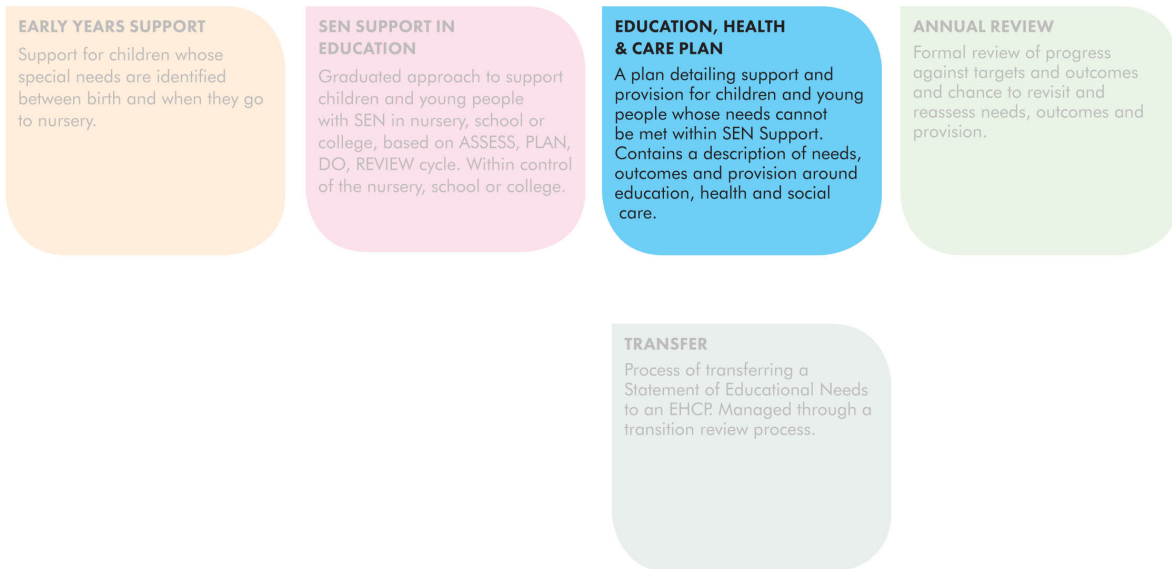 EARLY YEARS SUPPORT
Support for children whose
special needs are identified
between birth and when they go
to nursery.
SEN SUPPORT IN
EDUCATION
Graduated approach to support
children and young people
with SEN in nursery, school or
college, based on ASSESS, PLAN,
DO, REVIEW cycle. Within control
of the nursery, school or college.
EDUCATION, HEALTH
& CARE PLAN
A plan detailing support and
provision for children and young
people whose needs cannot
be met within SEN Support.
Contains a description of needs,
outcomes and provision around
education, health and social
care.
ANNUAL REVIEW
Formal review of progress
against targets and outcomes
and chance to revisit and
reassess needs, outcomes and
provision.
TRANSFER
Process of transferring a
Statement of Educational Needs
to an EHCP. Managed through a
transition review process.